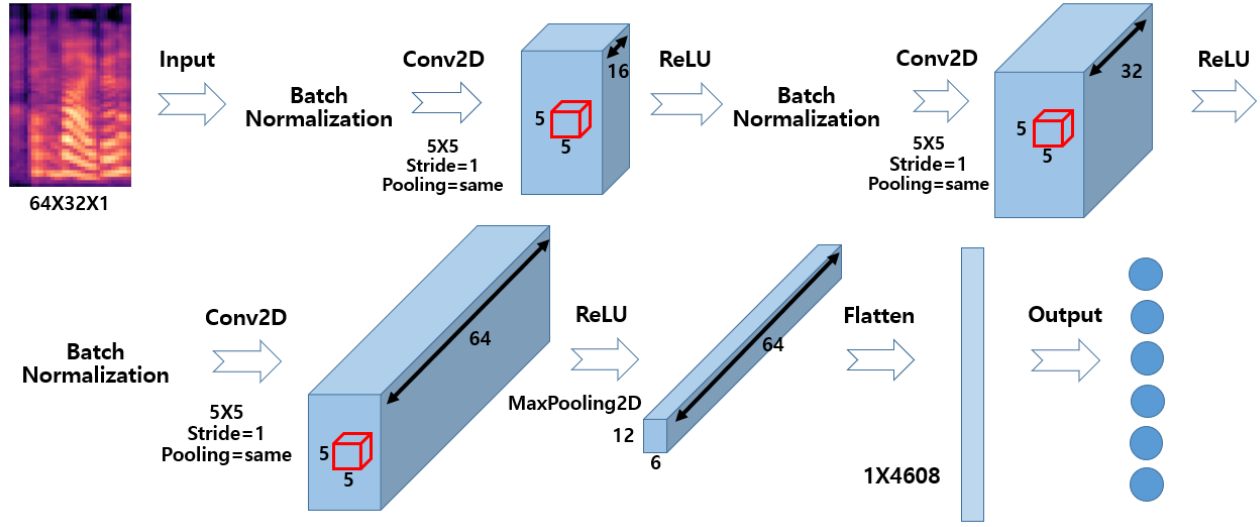 Input
Batch
Normalization
Conv2D
5X5
Stride=1
Pooling=same
16
5
5
ReLU
Batch
Normalization
Conv2D
5X5
Stride=1
Pooling=same
32
5
5
ReLU
64X32X1
Batch
Normalization
Conv2D
5X5
Stride=1
Pooling=same
64
5
5
ReLU
MaxPooling2D
64
12
6
Flatten
1X4608
Output